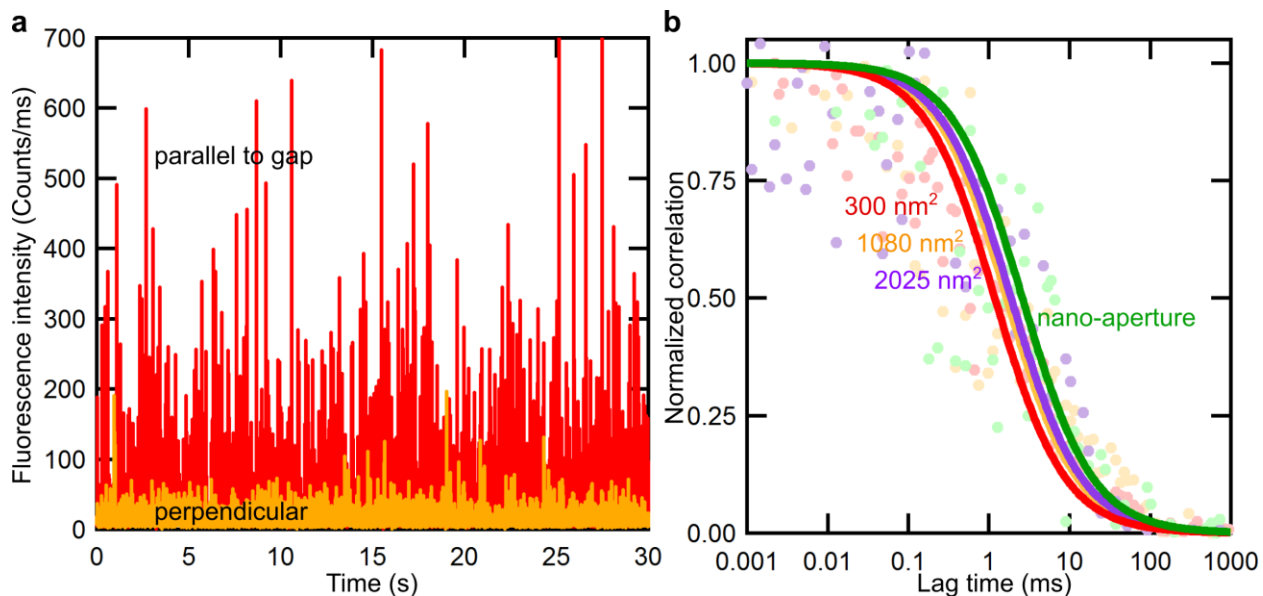 a
Fluorescence intensity (Counts/ms)
700
600
500
400
300
200
100
0
parallel to gap
perpendicular
0 5 10 15 20 25 30
Time (s)
b
Normalized correlation
1.00
0.75
0.50
0.25
0.00
300 nm²
1080 nm²
2025 nm²
nano-aperture
0.001 0.01 0.1 1 10 100 1000
Lag time (ms)